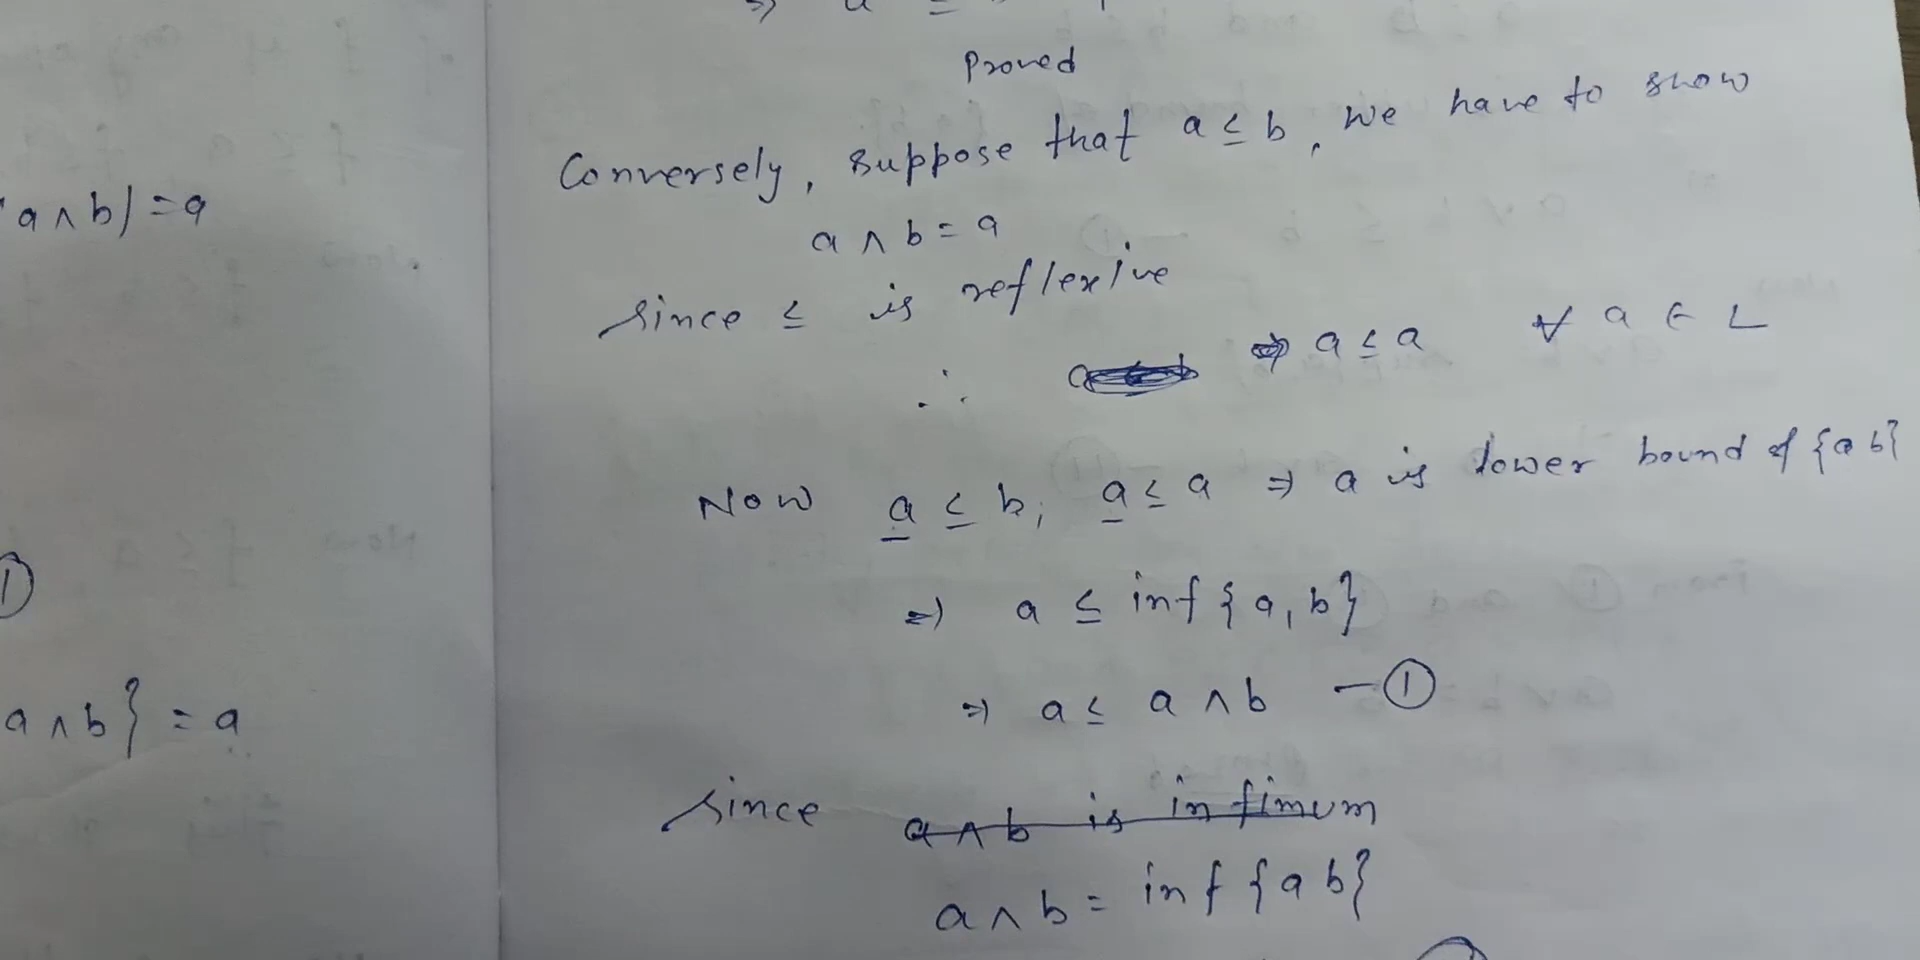 a ∧ b) = a
①
a ∧ b} = a
⇒ a ≤
Proved
Conversely, suppose that a ≤ b, we have to show
a ∧ b = a
Since ≤ is reflexive
∴ ⇒ a ≤ a ∀ a ∈ L
Now a ≤ b, a ≤ a ⇒ a is lower bound of {a b}
⇒ a ≤ inf {a, b}
⇒ a ≤ a ∧ b — ①
Since a ∧ b is infimum
a ∧ b = inf {a b}